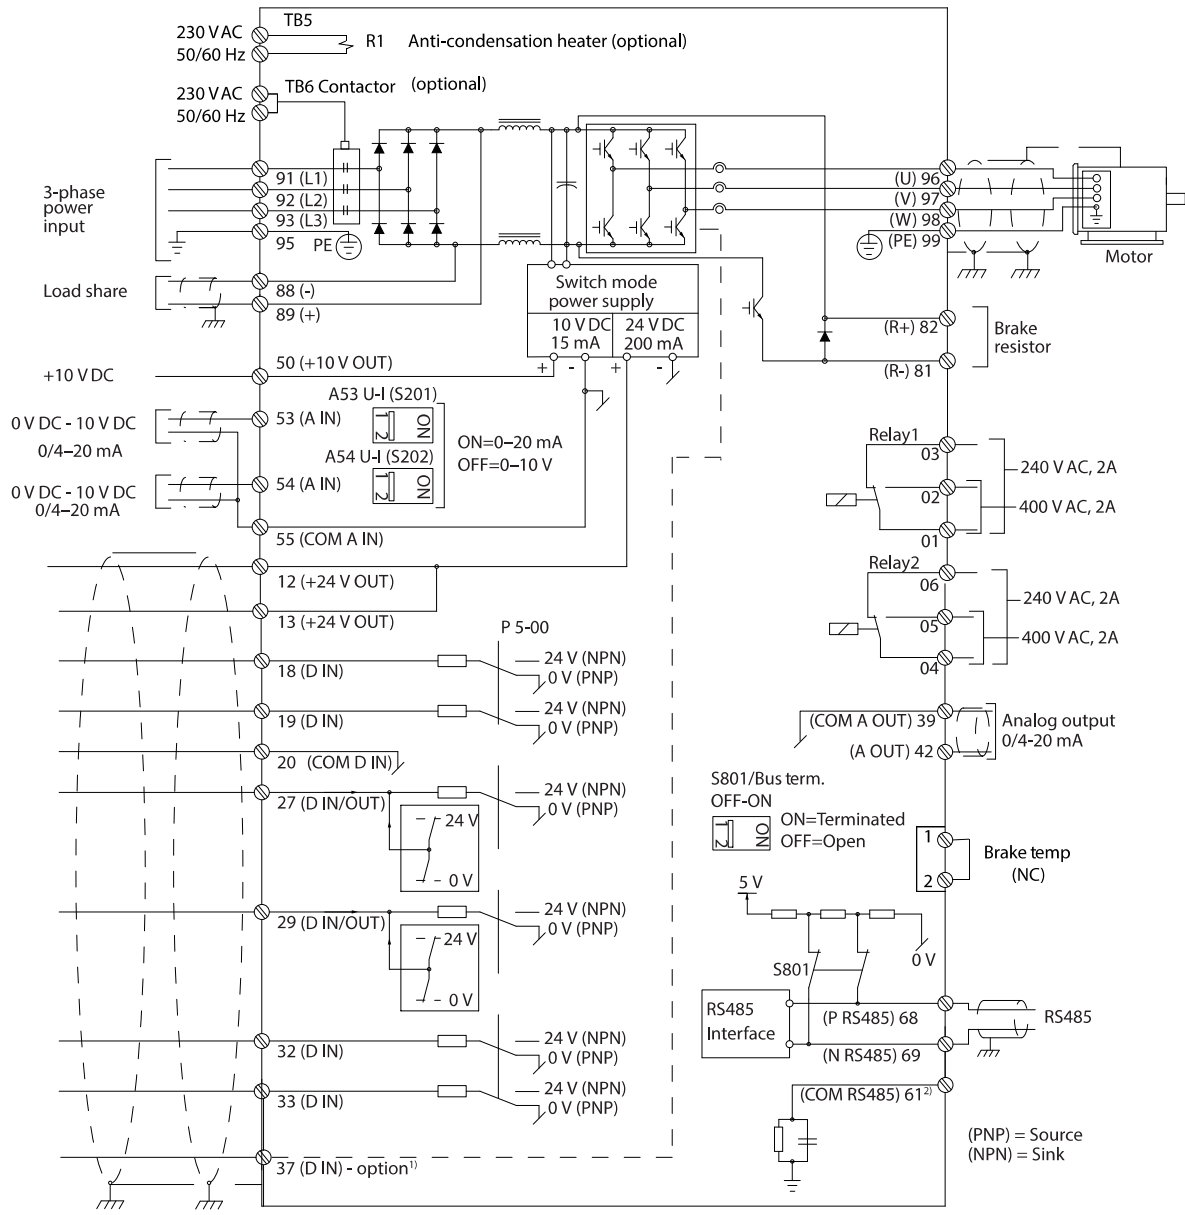 TB5
230 V AC
50/60 Hz
R1
Anti-condensation heater (optional)
TB6 Contactor (optional)
230 V AC
50/60 Hz
3-phase
power
input
91 (L1)
92 (L2)
93 (L3)
95
PE
(U) 96
(V) 97
(W) 98
(PE) 99
Motor
Load share
88 (-)
89 (+)
Switch mode
power supply
10 V DC
15 mA
24 V DC
200 mA
+ - + -
(R+) 82
(R-) 81
Brake
resistor
+10 V DC
50 (+10 V OUT)
A53 U-I (S201)
1 2
ON
0 V DC - 10 V DC
0/4–20 mA
53 (A IN)
ON=0–20 mA
OFF=0–10 V
A54 U-I (S202)
1 2
ON
0 V DC - 10 V DC
0/4–20 mA
54 (A IN)
55 (COM A IN)
Relay1
03
02
01
240 V AC, 2A
400 V AC, 2A
Relay2
06
05
04
240 V AC, 2A
400 V AC, 2A
12 (+24 V OUT)
13 (+24 V OUT)
P 5-00
18 (D IN)
24 V (NPN)
0 V (PNP)
19 (D IN)
24 V (NPN)
0 V (PNP)
20 (COM D IN)
27 (D IN/OUT)
24 V (NPN)
0 V (PNP)
24 V
0 V
29 (D IN/OUT)
24 V (NPN)
0 V (PNP)
24 V
0 V
32 (D IN)
24 V (NPN)
0 V (PNP)
33 (D IN)
24 V (NPN)
0 V (PNP)
37 (D IN) - option1)
(COM A OUT) 39
(A OUT) 42
Analog output
0/4-20 mA
S801/Bus term.
OFF-ON
1 2
ON
ON=Terminated
OFF=Open
1
2
Brake temp
(NC)
5 V
S801
0 V
RS485
Interface
(P RS485) 68
(N RS485) 69
RS485
(COM RS485) 61 2)
(PNP) = Source
(NPN) = Sink